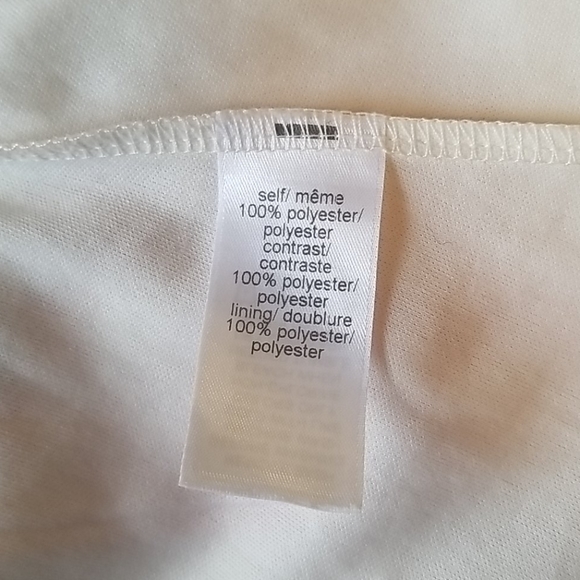 self/ même
100% polyester/
polyester
contrast/
contraste
100% polyester/
polyester
lining/ doublure
100% polyester/
polyester